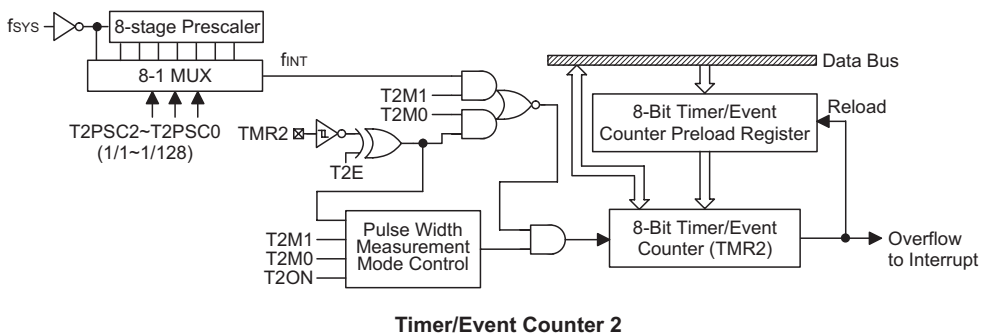 fSYS
8-stage Prescaler
8-1 MUX
fINT
T2PSC2~T2PSC0
(1/1~1/128)
T2M1
T2M0
TMR2
T2E
T2M1
T2M0
T2ON
Pulse Width
Measurement
Mode Control
Data Bus
8-Bit Timer/Event
Counter Preload Register
Reload
8-Bit Timer/Event
Counter (TMR2)
Overflow
to Interrupt
Timer/Event Counter 2